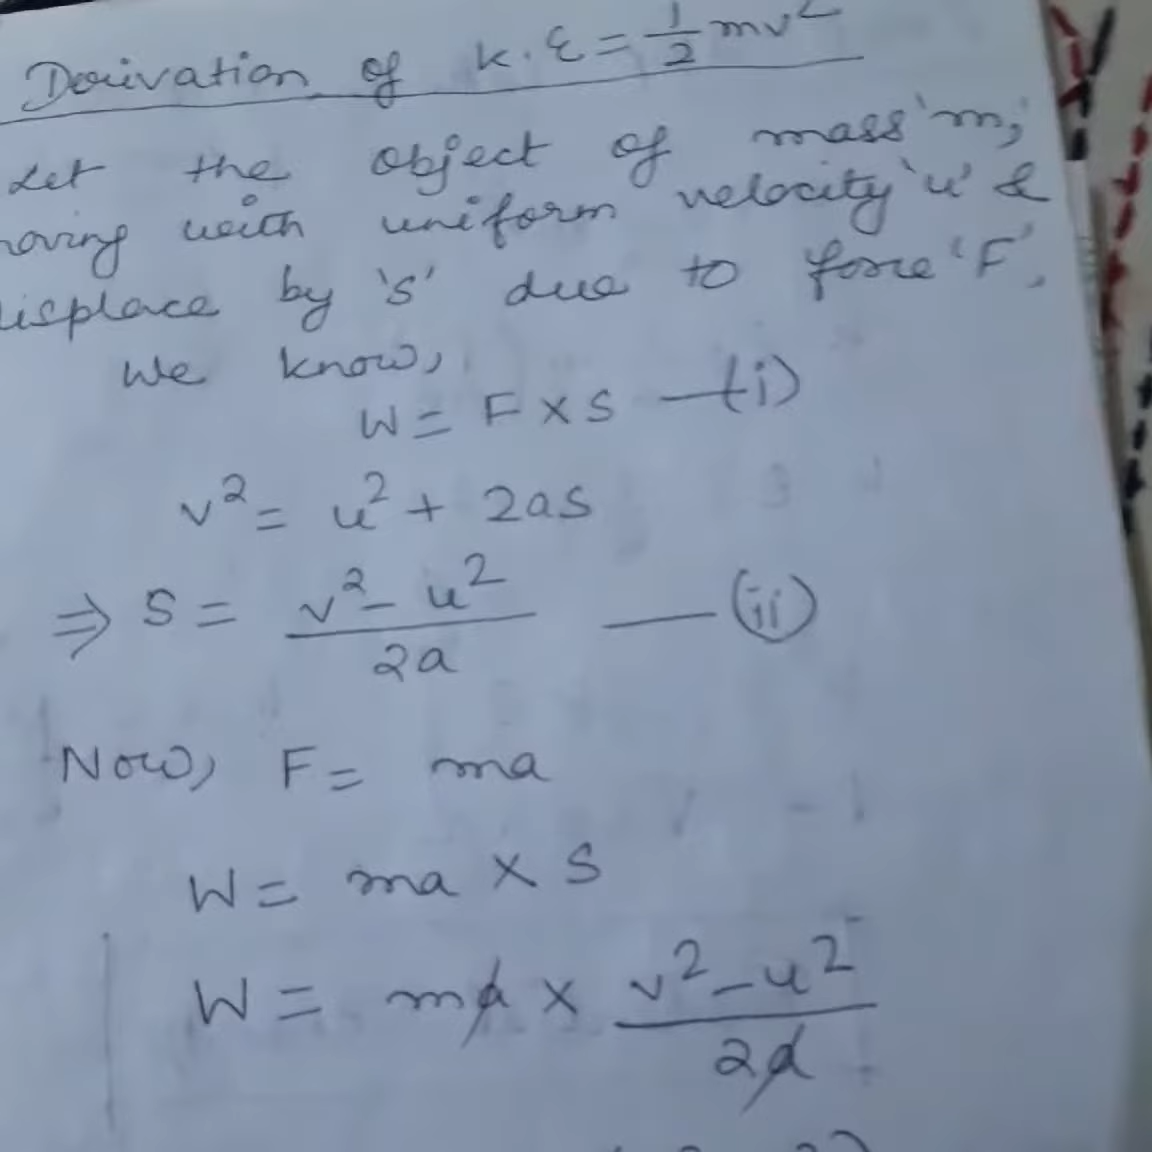 Derivation of K.E = 1/2 mv²
Let the object of mass 'm,
moving with uniform velocity 'u' &
displace by 's' due to force 'F'.
We know,
W = F × S —(i)
v² = u² + 2as
⇒ S = (v² - u²)/2a —(ii)
Now, F = ma
W = ma × S
W = ma × (v² - u²)/2a